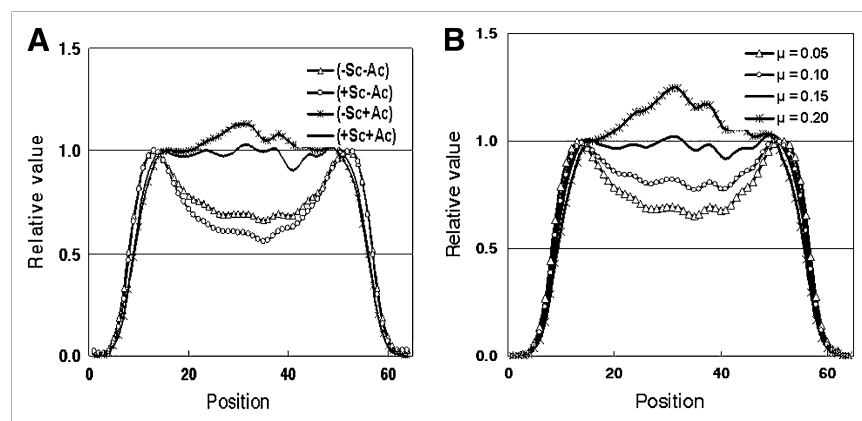 A
1.5
1.0
0.5
0.0
Relative value
(-Sc-Ac)
(+Sc-Ac)
(-Sc+Ac)
(+Sc+Ac)
0
20
40
60
Position
B
1.5
1.0
0.5
0.0
Relative value
μ = 0.05
μ = 0.10
μ = 0.15
μ = 0.20
0
20
40
60
Position